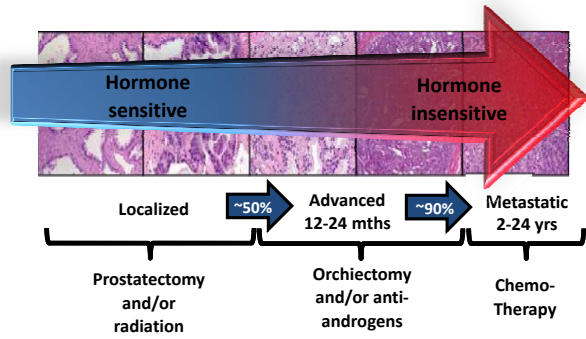 Hormone
sensitive
Hormone
insensitive
Localized
~50%
Advanced
12-24 mths
~90%
Metastatic
2-24 yrs
Prostatectomy
and/or
radiation
Orchiectomy
and/or anti-
androgens
Chemo-
Therapy